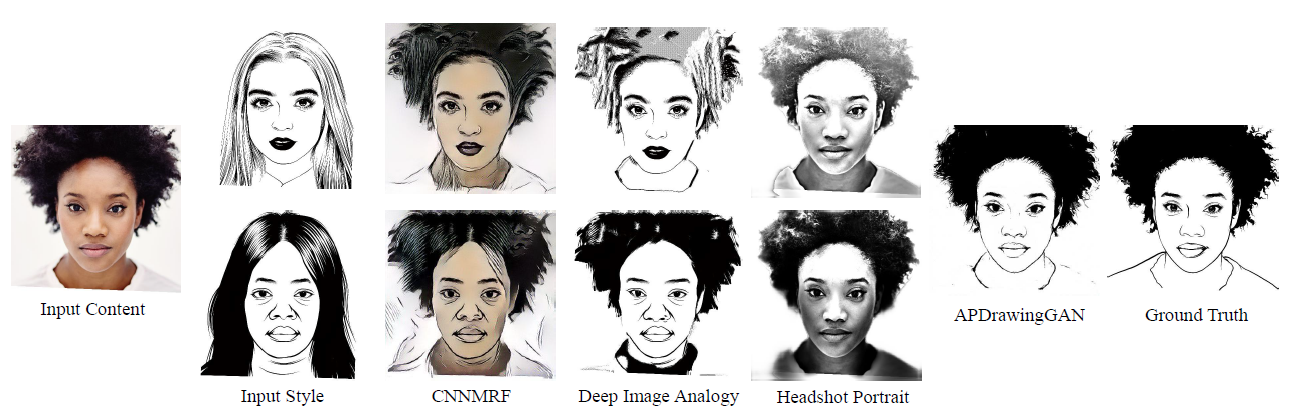 Input Content
Input Style
CNNMRF
Deep Image Analogy
Headshot Portrait
APDrawingGAN
Ground Truth